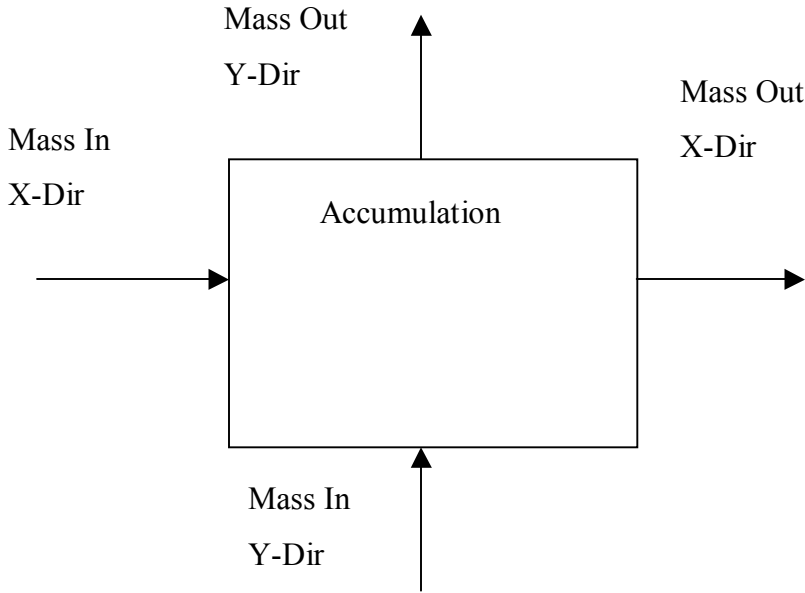 Mass Out
Y-Dir
Mass Out
X-Dir
Mass In
X-Dir
Accumulation
Mass In
Y-Dir